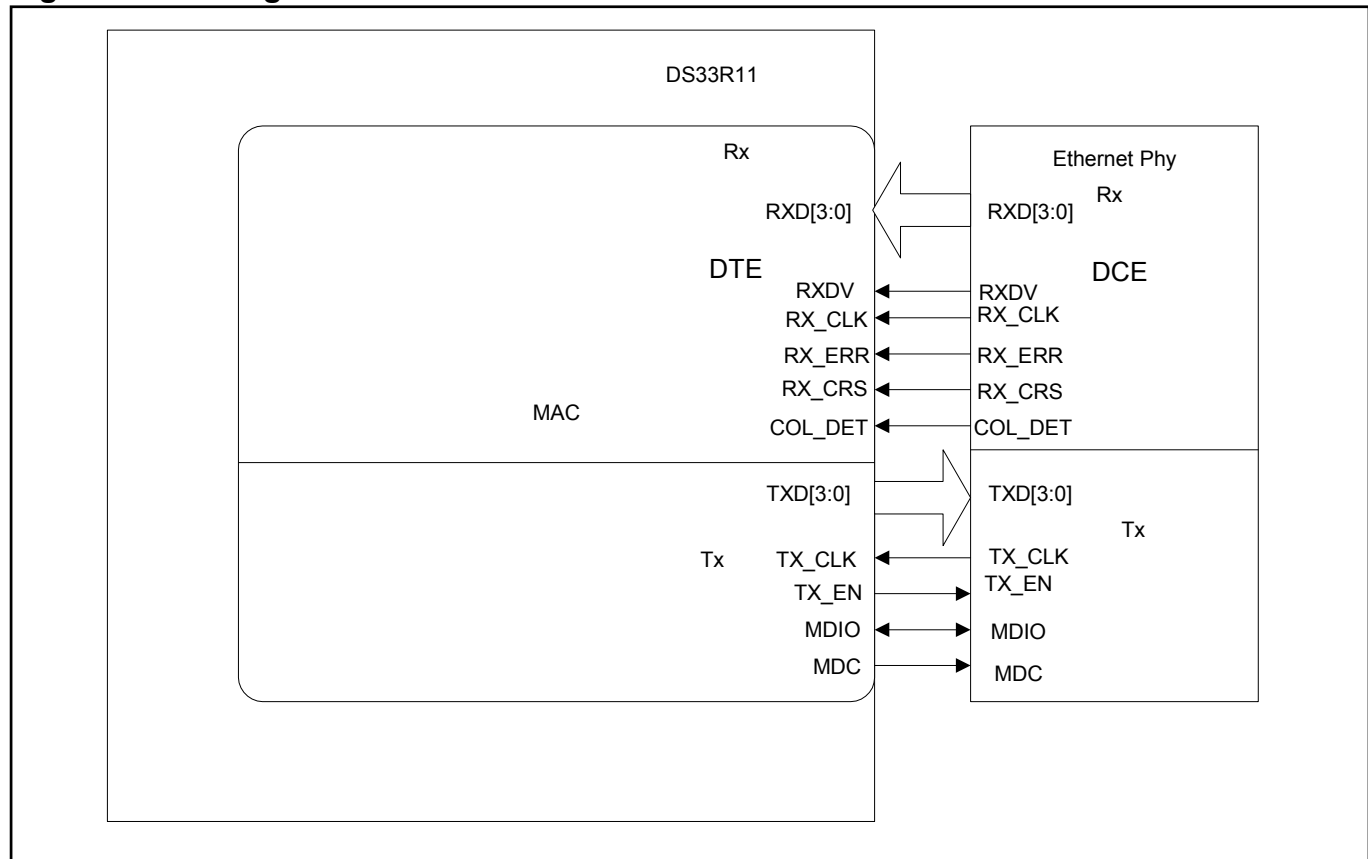 DS33R11
Rx
RXD[3:0]
DTE
RXDV
RX_CLK
RX_ERR
RX_CRS
MAC
COL_DET
TXD[3:0]
Tx
TX_CLK
TX_EN
MDIO
MDC
Ethernet Phy
Rx
RXD[3:0]
DCE
RXDV
RX_CLK
RX_ERR
RX_CRS
COL_DET
TXD[3:0]
Tx
TX_CLK
TX_EN
MDIO
MDC